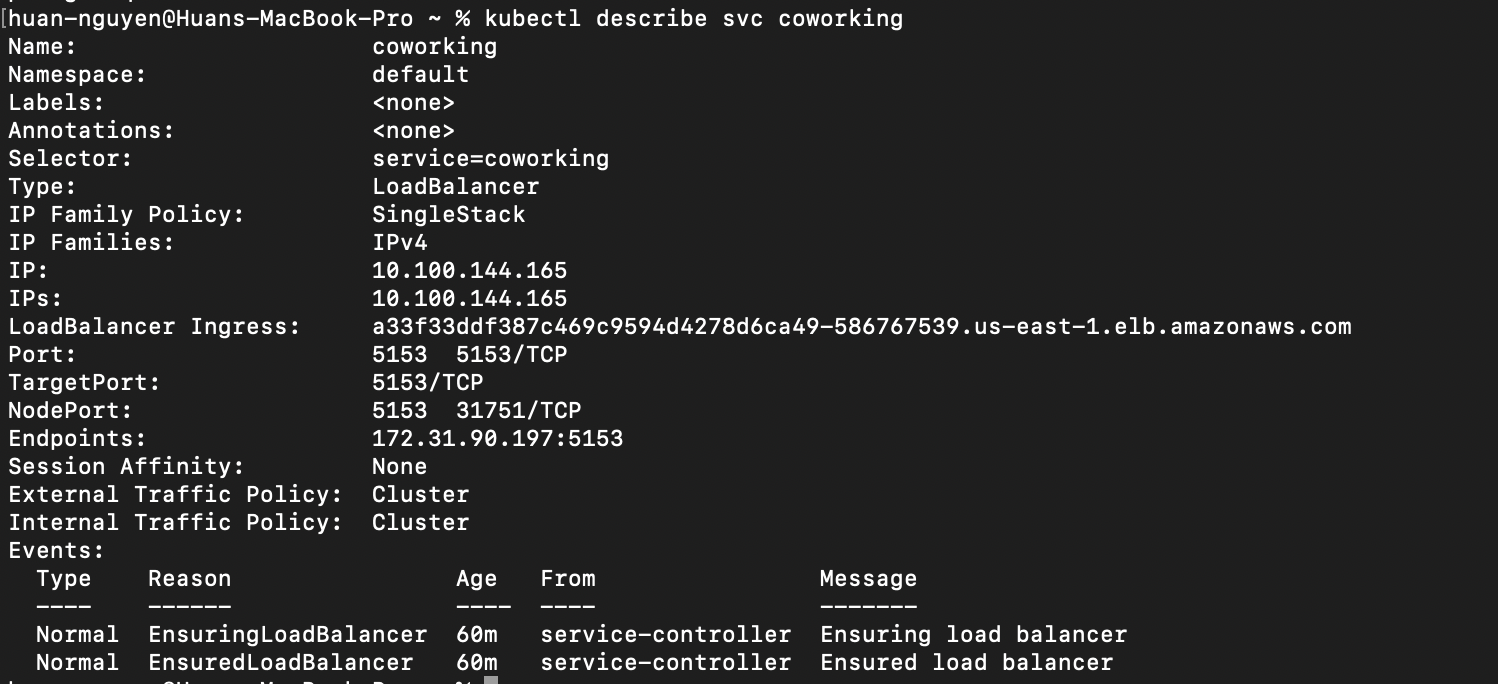 huan-nguyen@Huans-MacBook-Pro ~ % kubectl describe svc coworking
Name:                     coworking
Namespace:                default
Labels:                   <none>
Annotations:              <none>
Selector:                 service=coworking
Type:                     LoadBalancer
IP Family Policy:         SingleStack
IP Families:              IPv4
IP:                       10.100.144.165
IPs:                      10.100.144.165
LoadBalancer Ingress:     a33f33ddf387c469c9594d4278d6ca49-586767539.us-east-1.elb.amazonaws.com
Port:                     5153  5153/TCP
TargetPort:               5153/TCP
NodePort:                 5153  31751/TCP
Endpoints:                172.31.90.197:5153
Session Affinity:         None
External Traffic Policy:  Cluster
Internal Traffic Policy:  Cluster
Events:
  Type    Reason                Age   From                Message
  ----    ------                ----  ----                -------
  Normal  EnsuringLoadBalancer  60m   service-controller  Ensuring load balancer
  Normal  EnsuredLoadBalancer   60m   service-controller  Ensured load balancer